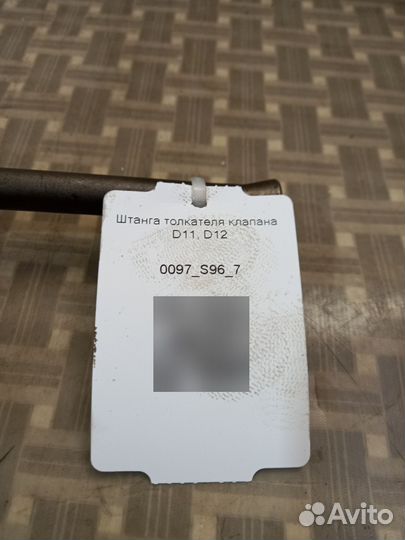 Штанга толкателя клапана
D11, D12
0097_S96_7
Avito